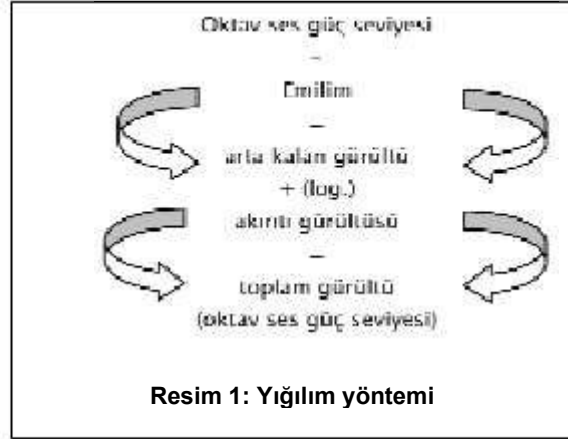 Oktav ses güç seviyesi
–
Emilim
–
arta kalan gürültü
+ (log.)
akıntı gürültüsü
–
toplam gürültü
(oktav ses güç seviyesi)
Resim 1: Yığılım yöntemi